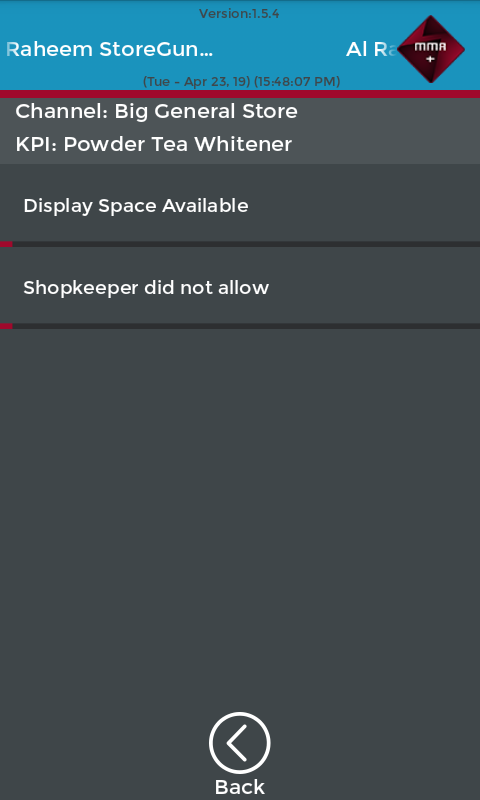 Version:1.5.4
Raheem StoreGun... Al Ra
MMA
+
(Tue - Apr 23, 19) (15:48:07 PM)
Channel: Big General Store
KPI: Powder Tea Whitener
Display Space Available
Shopkeeper did not allow
Back